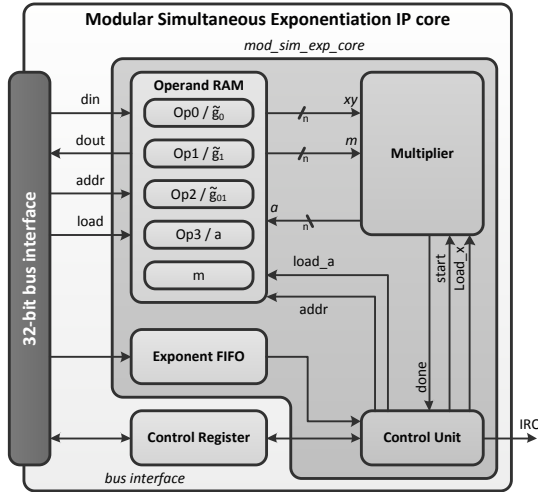 Modular Simultaneous Exponentiation IP core
mod_sim_exp_core
32-bit bus interface
din
dout
addr
load
Operand RAM
Op0 / g̃₀
Op1 / g̃₁
Op2 / g̃₀₁
Op3 / a
m
n
xy
n
m
a
n
Multiplier
load_a
addr
start
Load_x
done
Exponent FIFO
Control Register
Control Unit
IRQ
bus interface